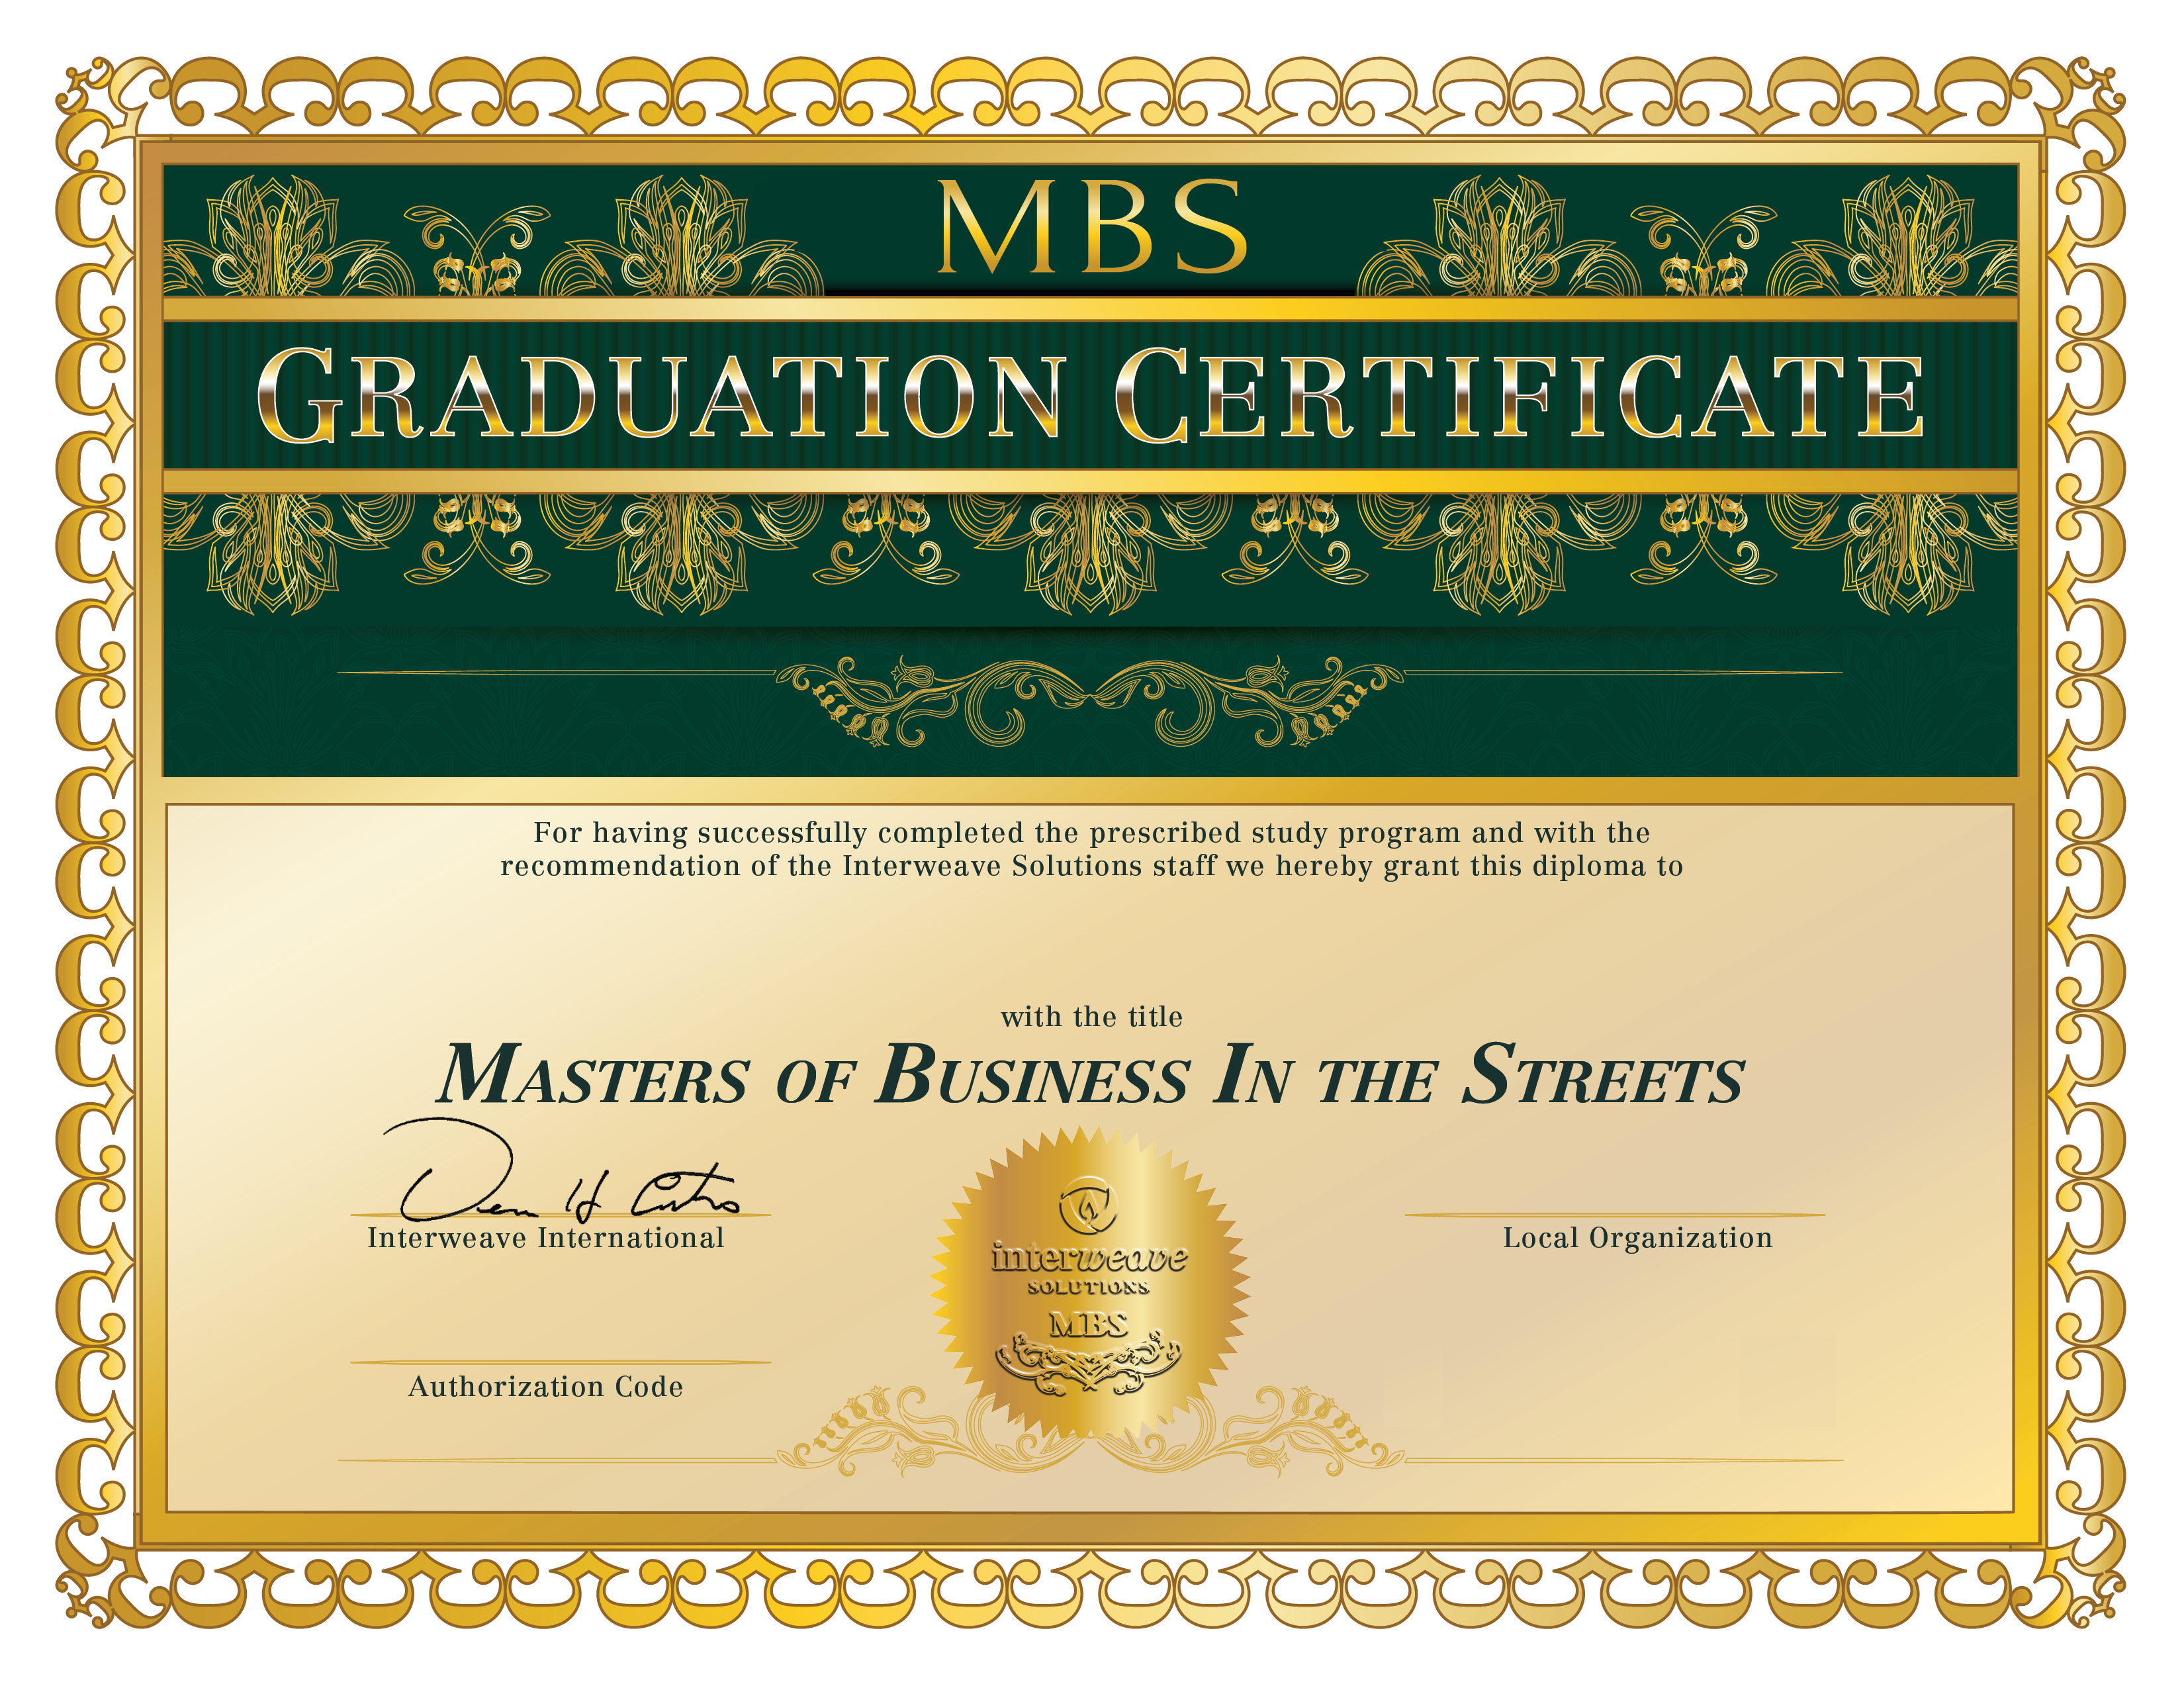 MBS
GRADUATION CERTIFICATE
For having successfully completed the prescribed study program and with the
recommendation of the Interweave Solutions staff we hereby grant this diploma to
with the title
MASTERS OF BUSINESS IN THE STREETS
Interweave International
Local Organization
interweave
SOLUTIONS
MBS
Authorization Code